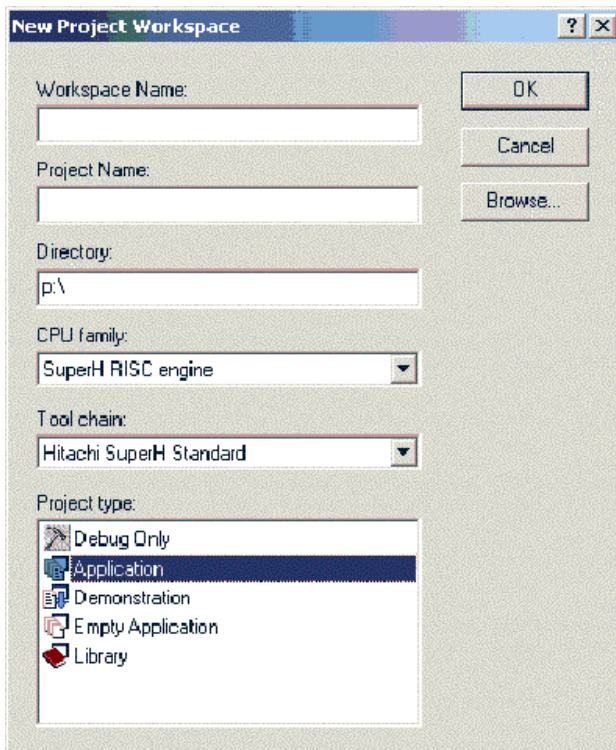 New Project Workspace
Workspace Name:
OK
Cancel
Project Name:
Browse...
Directory:
p:\
CPU family:
SuperH RISC engine
Tool chain:
Hitachi SuperH Standard
Project type:
Debug Only
Application
Demonstration
Empty Application
Library